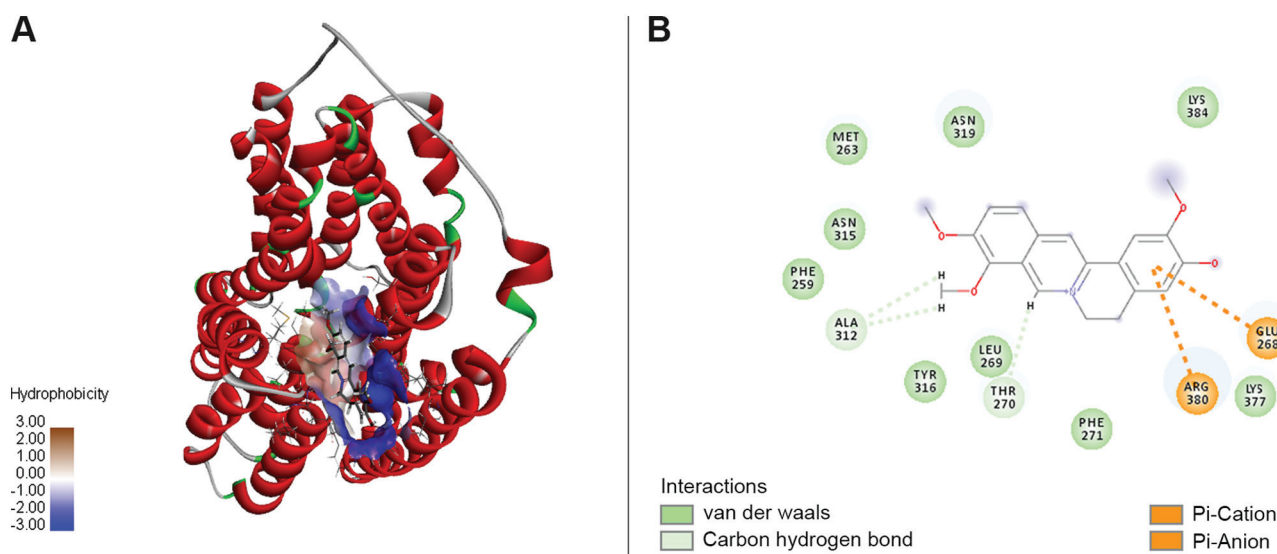 A
Hydrophobicity
3.00
2.00
1.00
0.00
-1.00
-2.00
-3.00
B
LYS
384
ASN
319
MET
263
ASN
315
PHE
259
ALA
312
TYR
316
LEU
269
THR
270
PHE
271
ARG
380
LYS
377
GLU
268
O
O
O
O
H
H
H
N+
Interactions
van der waals
Carbon hydrogen bond
Pi-Cation
Pi-Anion